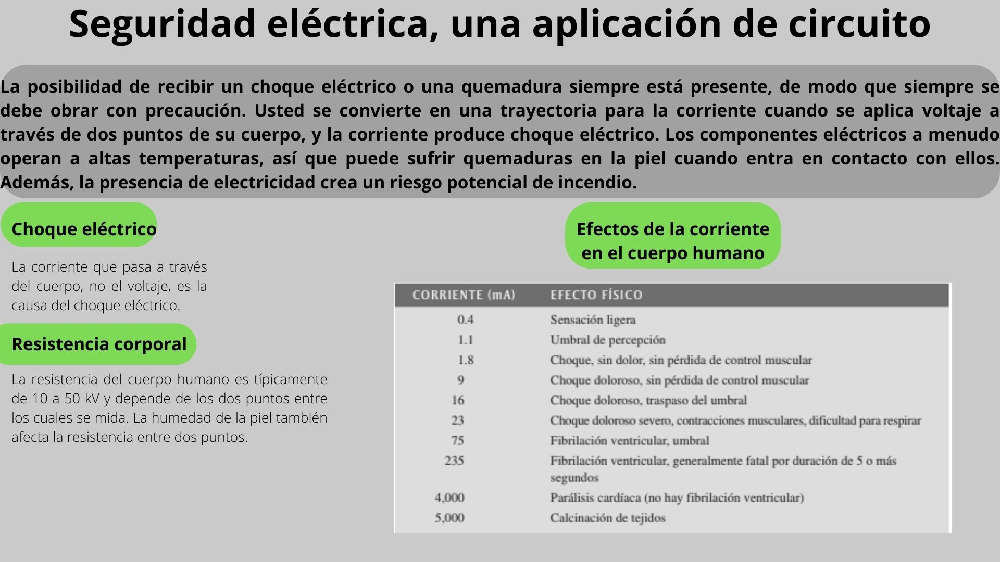 Seguridad eléctrica, una aplicación de circuito
La posibilidad de recibir un choque eléctrico o una quemadura siempre está presente, de modo que siempre se
debe obrar con precaución. Usted se convierte en una trayectoria para la corriente cuando se aplica voltaje a
través de dos puntos de su cuerpo, y la corriente produce choque eléctrico. Los componentes eléctricos a menudo
operan a altas temperaturas, así que puede sufrir quemaduras en la piel cuando entra en contacto con ellos.
Además, la presencia de electricidad crea un riesgo potencial de incendio.
Choque eléctrico
La corriente que pasa a través
del cuerpo, no el voltaje, es la
causa del choque eléctrico.
Resistencia corporal
La resistencia del cuerpo humano es típicamente
de 10 a 50 kV y depende de los dos puntos entre
los cuales se mida. La humedad de la piel también
afecta la resistencia entre dos puntos.
Efectos de la corriente
en el cuerpo humano
CORRIENTE (mA) EFECTO FÍSICO
0.4 Sensación ligera
1.1 Umbral de percepción
1.8 Choque, sin dolor, sin pérdida de control muscular
9 Choque doloroso, sin pérdida de control muscular
16 Choque doloroso, traspaso del umbral
23 Choque doloroso severo, contracciones musculares, dificultad para respirar
75 Fibrilación ventricular, umbral
235 Fibrilación ventricular, generalmente fatal por duración de 5 o más
segundos
4,000 Parálisis cardíaca (no hay fibrilación ventricular)
5,000 Calcinación de tejidos